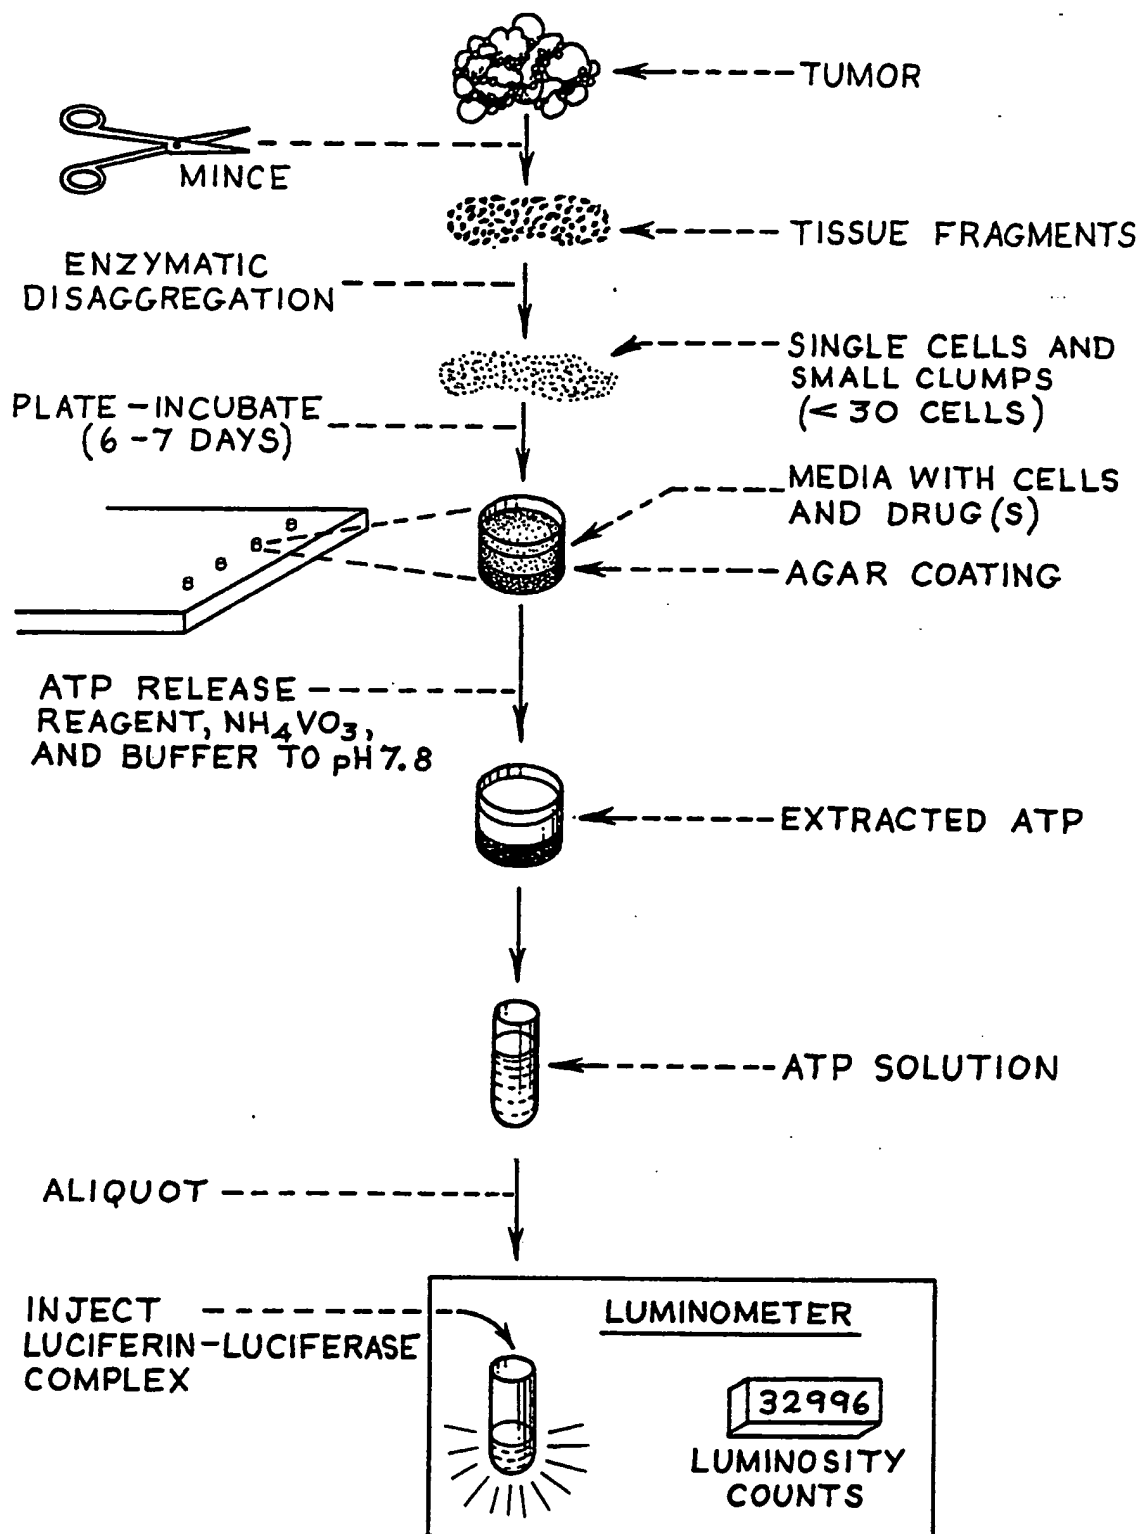 TUMOR
MINCE
TISSUE FRAGMENTS
ENZYMATIC
DISAGGREGATION
SINGLE CELLS AND
SMALL CLUMPS
(< 30 CELLS)
PLATE-INCUBATE
(6-7 DAYS)
MEDIA WITH CELLS
AND DRUG(S)
AGAR COATING
ATP RELEASE
REAGENT, NH4VO3,
AND BUFFER TO pH 7.8
EXTRACTED ATP
ATP SOLUTION
ALIQUOT
INJECT
LUCIFERIN-LUCIFERASE
COMPLEX
LUMINOMETER
32996
LUMINOSITY
COUNTS